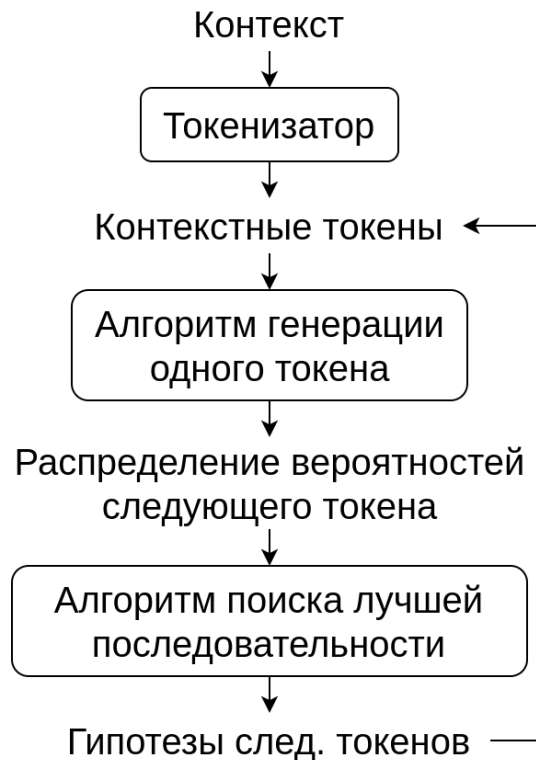 Контекст
Токенизатор
Контекстные токены
Алгоритм генерации
одного токена
Распределение вероятностей
следующего токена
Алгоритм поиска лучшей
последовательности
Гипотезы след. токенов